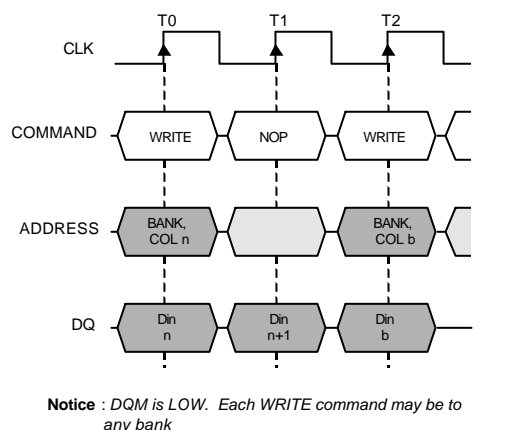 T0 T1 T2
CLK
COMMAND WRITE NOP WRITE
ADDRESS BANK, COL n BANK, COL b
DQ Din n Din n+1 Din b
Notice : DQM is LOW. Each WRITE command may be to
any bank